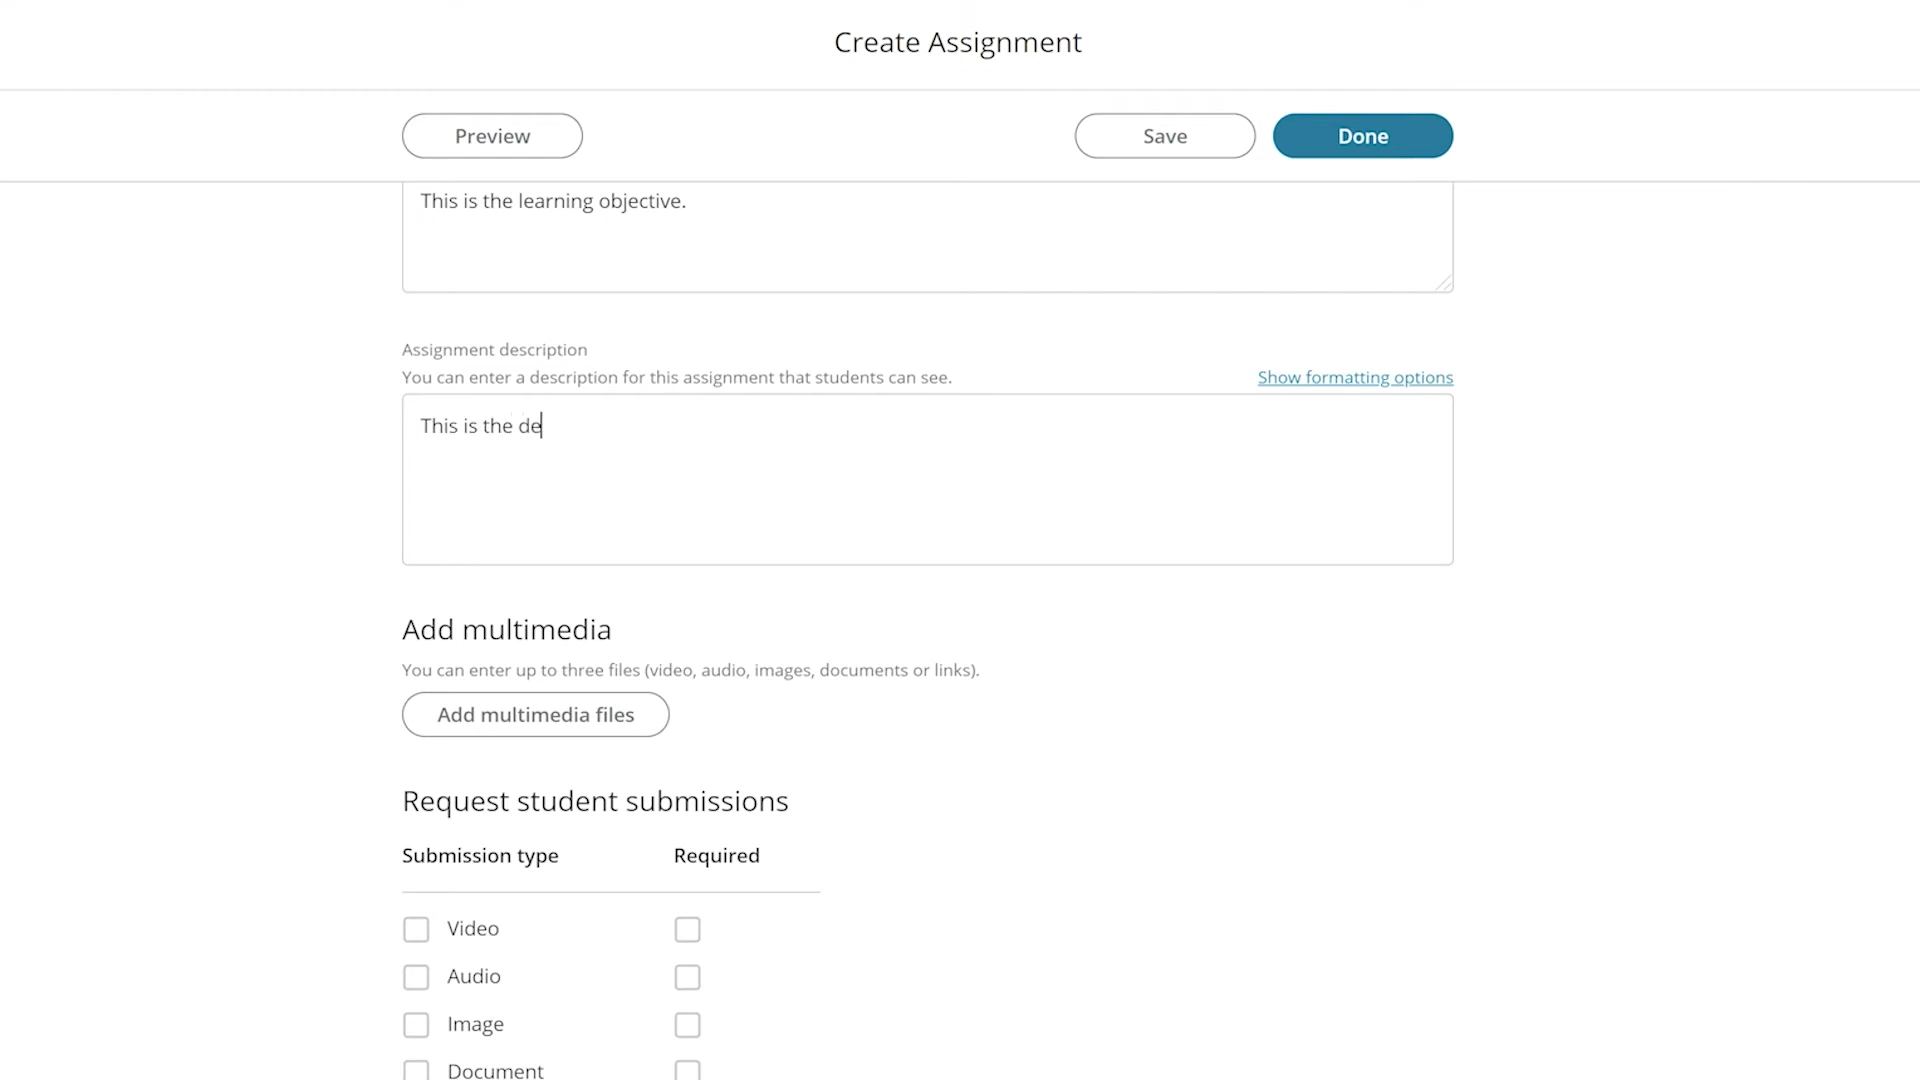 Create Assignment
Preview
Save
Done
This is the learning objective.
Assignment description
You can enter a description for this assignment that students can see.
Show formatting options
This is the de
Add multimedia
You can enter up to three files (video, audio, images, documents or links).
Add multimedia files
Request student submissions
Submission type
Required
Video
Audio
Image
Document